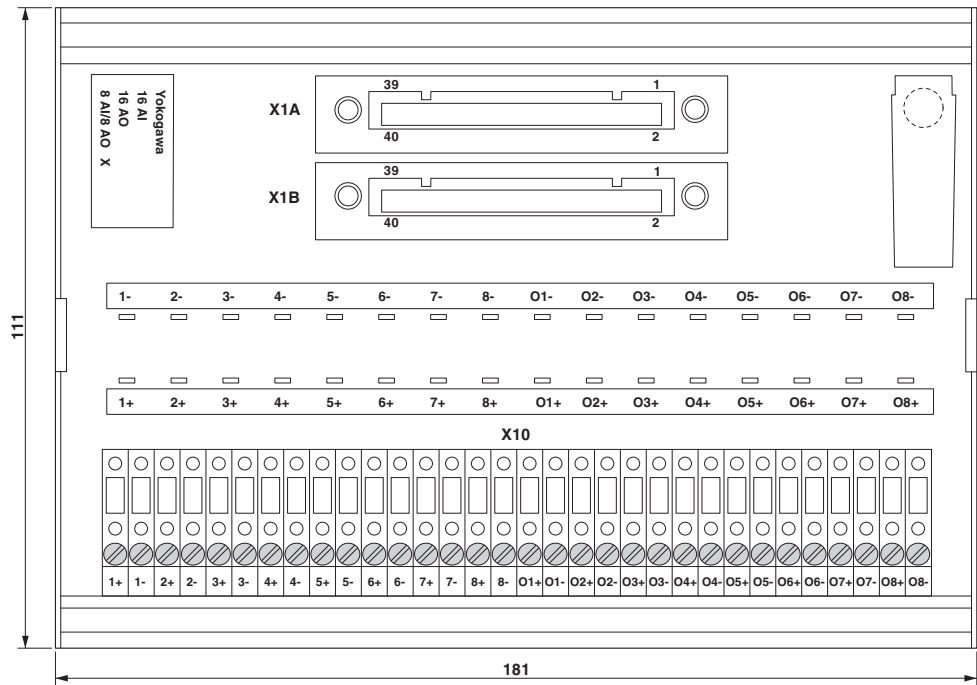 39 1
X1A
40 2
39 1
X1B
40 2
Yokogawa
16 AI
16 AO
8 AI/8 AO X
1- 2- 3- 4- 5- 6- 7- 8- O1- O2- O3- O4- O5- O6- O7- O8-
111
1+ 2+ 3+ 4+ 5+ 6+ 7+ 8+ O1+ O2+ O3+ O4+ O5+ O6+ O7+ O8+
X10
1+ 1- 2+ 2- 3+ 3- 4+ 4- 5+ 5- 6+ 6- 7+ 7- 8+ 8- O1+ O1- O2+ O2- O3+ O3- O4+ O4- O5+ O5- O6+ O6- O7+ O7- O8+ O8-
181